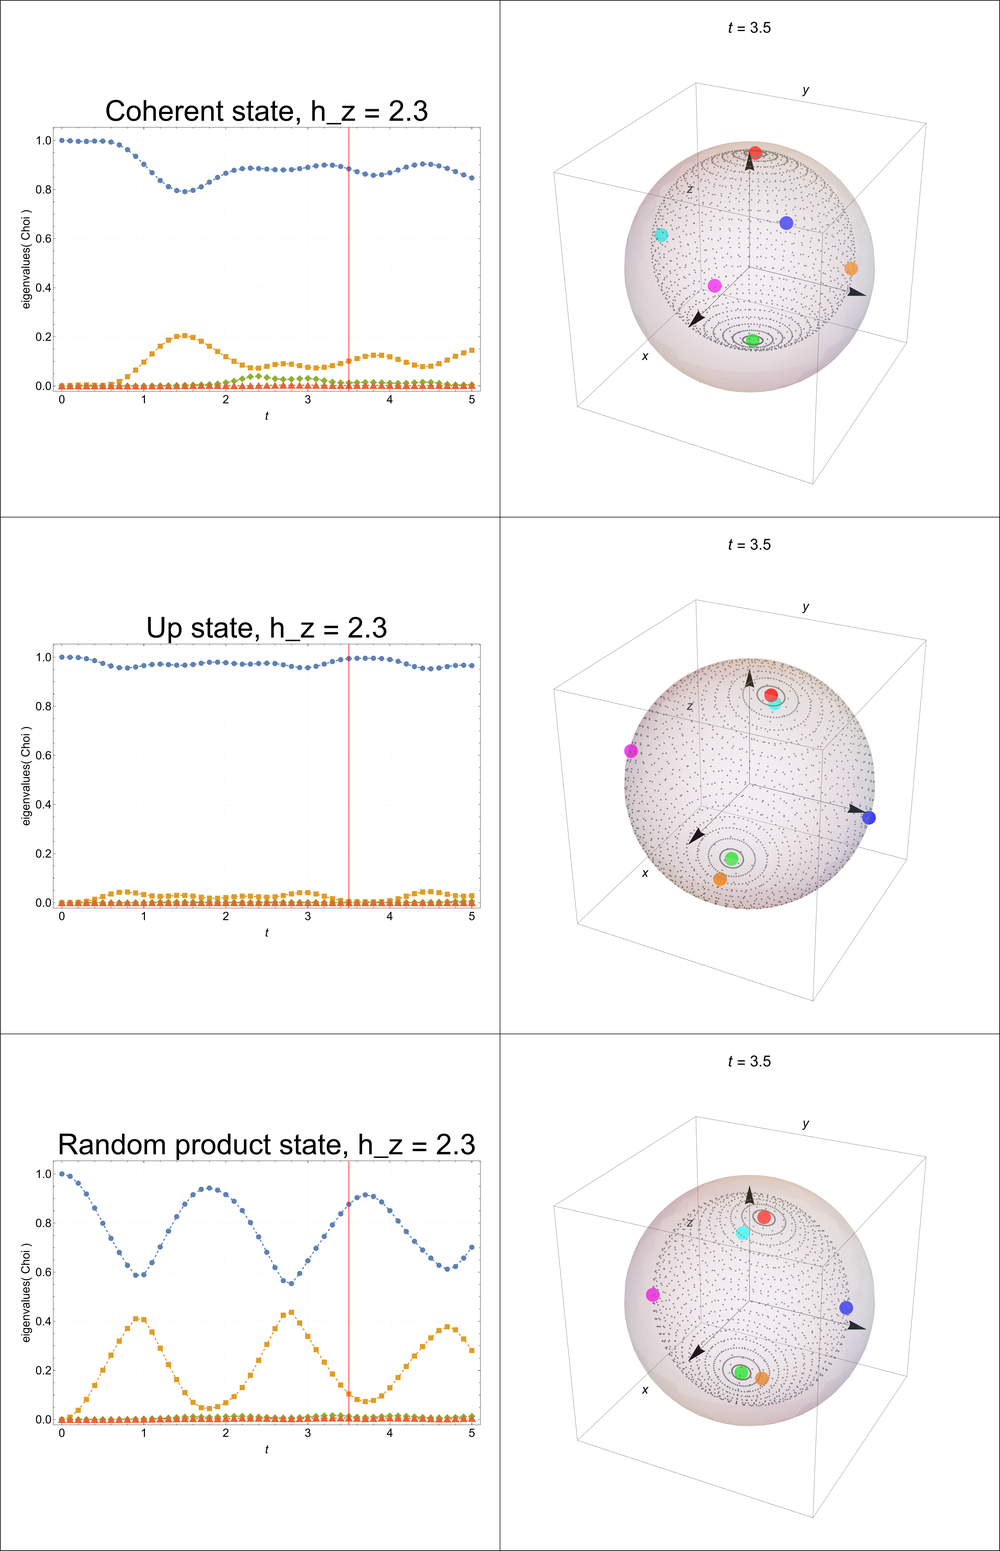 Coherent state, h_z = 2.3
eigenvalues( Choi )
1.0
0.8
0.6
0.4
0.2
0.0
0 1 2 3 4 5
t
t = 3.5
y
z
x
Up state, h_z = 2.3
eigenvalues( Choi )
1.0
0.8
0.6
0.4
0.2
0.0
0 1 2 3 4 5
t
t = 3.5
y
z
x
Random product state, h_z = 2.3
eigenvalues( Choi )
1.0
0.8
0.6
0.4
0.2
0.0
0 1 2 3 4 5
t
t = 3.5
y
z
x